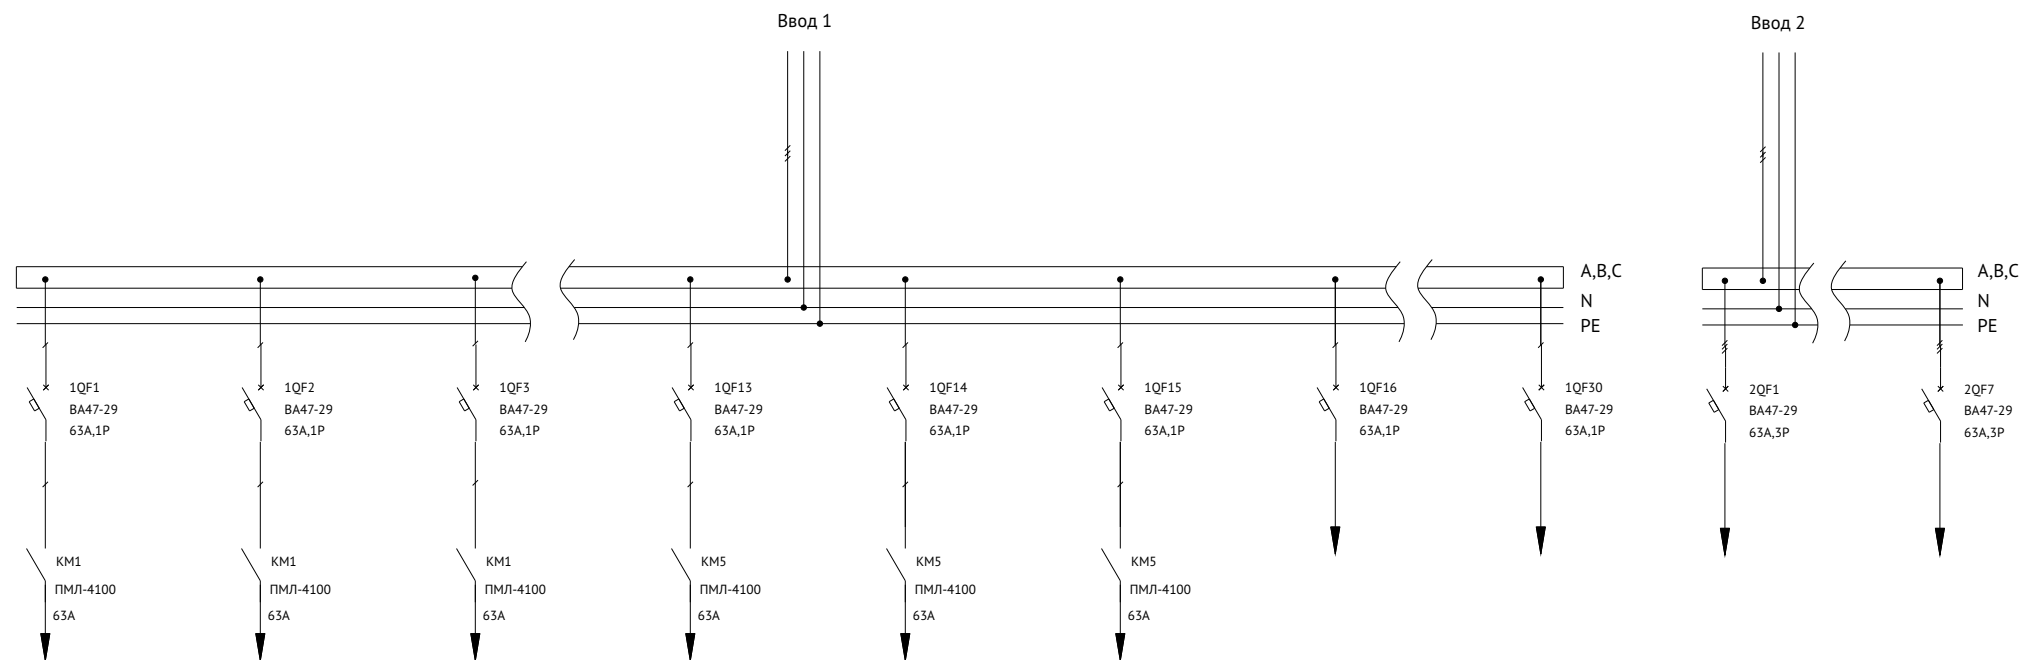 Ввод 1
Ввод 2
A,B,C
N
PE
A,B,C
N
PE
1QF1
ВА47-29
63А,1Р
1QF2
ВА47-29
63А,1Р
1QF3
ВА47-29
63А,1Р
1QF13
ВА47-29
63А,1Р
1QF14
ВА47-29
63А,1Р
1QF15
ВА47-29
63А,1Р
1QF16
ВА47-29
63А,1Р
1QF30
ВА47-29
63А,1Р
2QF1
ВА47-29
63А,3Р
2QF7
ВА47-29
63А,3Р
КМ1
ПМЛ-4100
63А
КМ1
ПМЛ-4100
63А
КМ1
ПМЛ-4100
63А
КМ5
ПМЛ-4100
63А
КМ5
ПМЛ-4100
63А
КМ5
ПМЛ-4100
63А